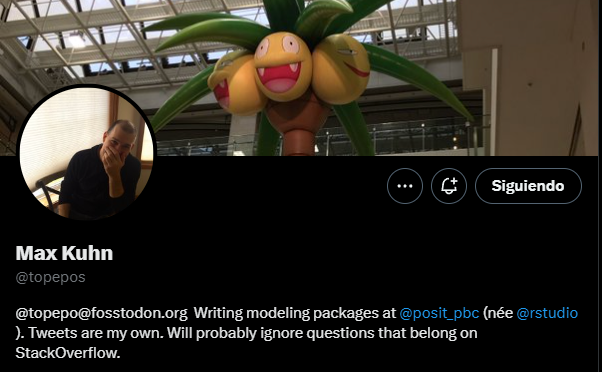 Siguiendo
Max Kuhn
@topepos
@topepo@fosstodon.org Writing modeling packages at @posit_pbc (née @rstudio
). Tweets are my own. Will probably ignore questions that belong on
StackOverflow.